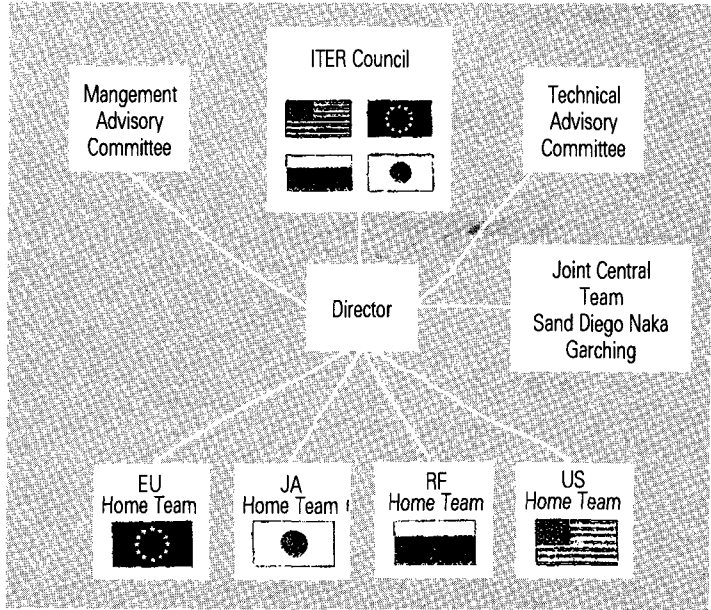 ITER Council
Mangement
Advisory
Committee
Technical
Advisory
Committee
Director
Joint Central
Team
Sand Diego Naka
Garching
EU
Home Team
JA
Home Team
RF
Home Team
US
Home Team